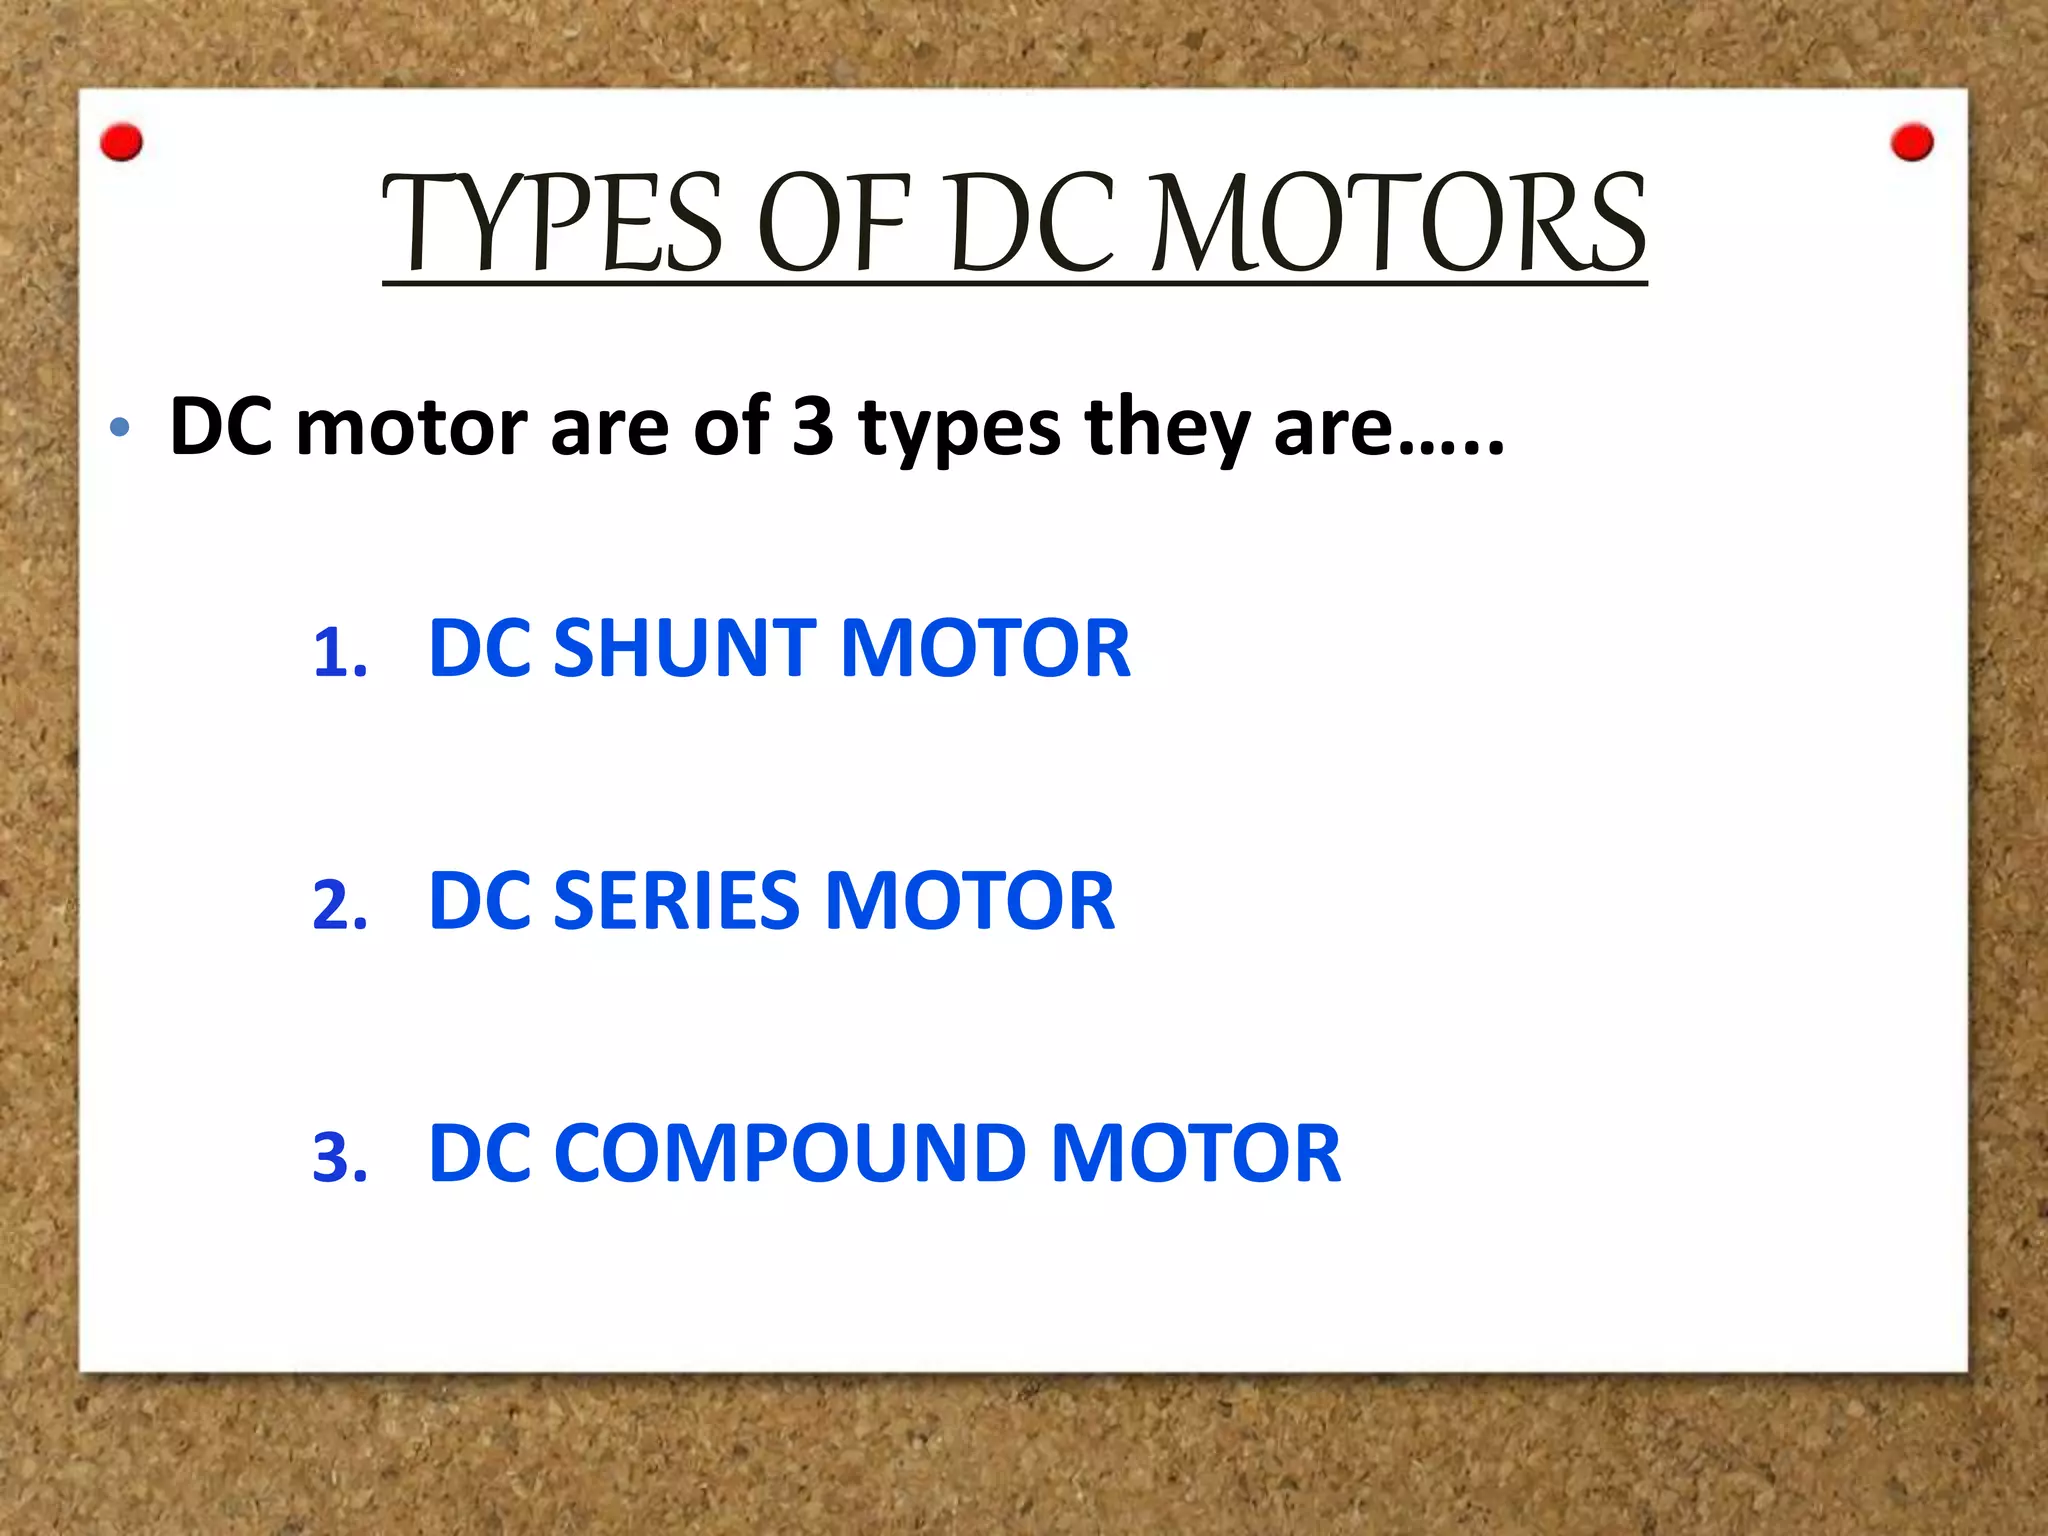 TYPES OF DC MOTORS
• DC motor are of 3 types they are.....
1. DC SHUNT MOTOR
2. DC SERIES MOTOR
3. DC COMPOUND MOTOR